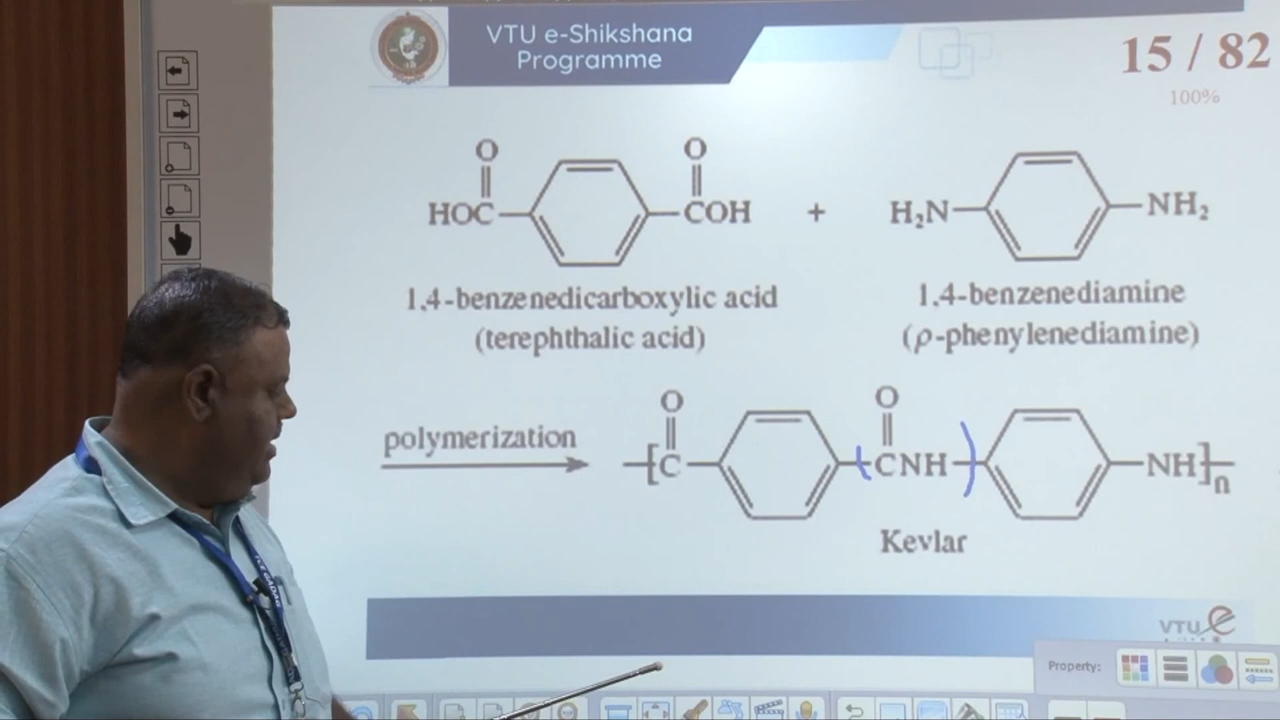 VTU e-Shikshana
Programme
15 / 82
100%
O O
HOC COH + H₂N NH₂
1,4-benzenedicarboxylic acid 1,4-benzenediamine
(terephthalic acid) (ρ-phenylenediamine)
O O
polymerization [C (CNH) NH]n
Kevlar
VTU e
Property: